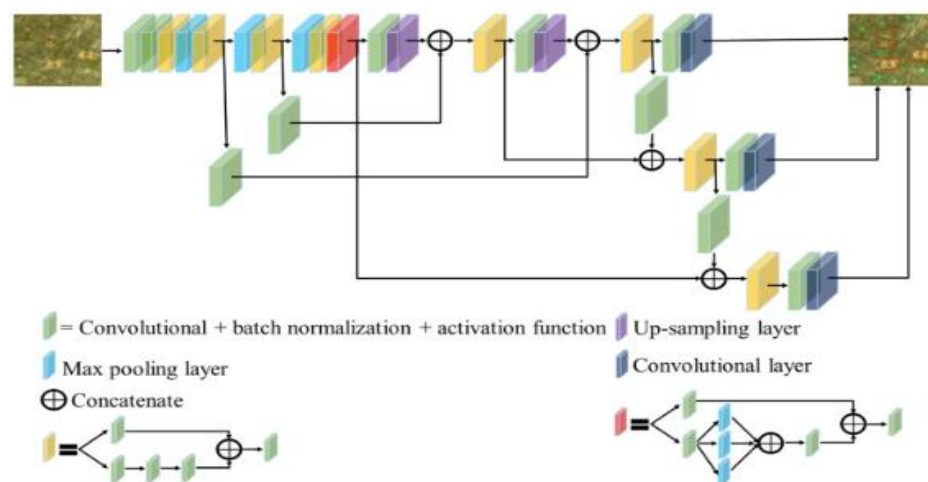 = Convolutional + batch normalization + activation function
Up-sampling layer
Max pooling layer
Convolutional layer
Concatenate